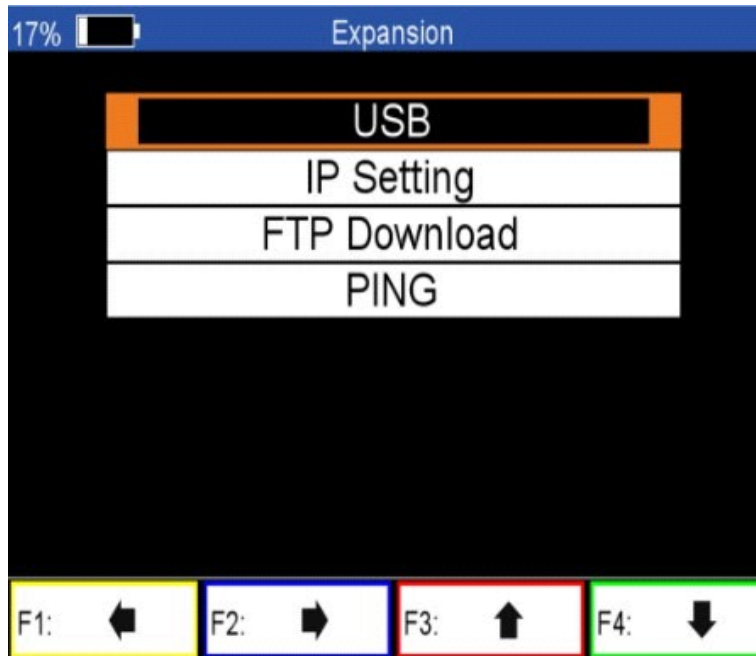 17% Expansion
USB
IP Setting
FTP Download
PING
F1: F2: F3: F4: